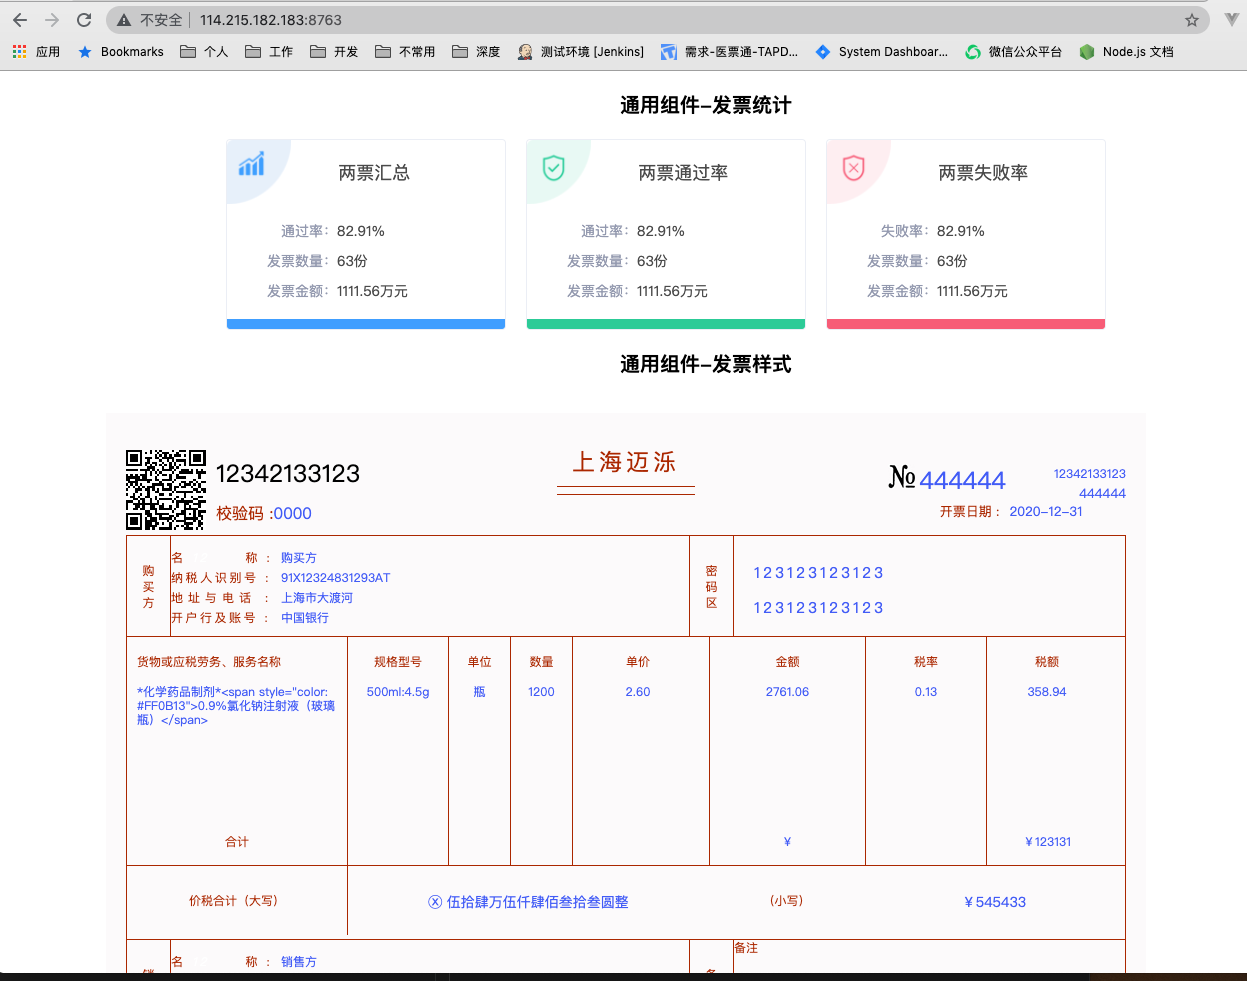 不安全 114.215.182.183:8763
应用 Bookmarks 个人 工作 开发 不常用 深度 测试环境 [Jenkins] 需求-医票通-TAPD... System Dashboar... 微信公众平台 Node.js 文档
通用组件–发票统计
两票汇总 两票通过率 两票失败率
通过率： 82.91% 通过率： 82.91% 失败率： 82.91%
发票数量： 63份 发票数量： 63份 发票数量： 63份
发票金额： 1111.56万元 发票金额： 1111.56万元 发票金额： 1111.56万元
通用组件–发票样式
上海迈泺
12342133123 № 444444 12342133123
444444
校验码 :0000 开票日期： 2020–12–31
购买方
名 称 ： 购买方
纳税人识别号 ： 91X12324831293AT
地址与电话 ： 上海市大渡河
开户行及账号 ： 中国银行
密码区
123123123123
123123123123
货物或应税劳务、服务名称 规格型号 单位 数量 单价 金额 税率 税额
*化学药品制剂*<span style="color: 500ml:4.5g 瓶 1200 2.60 2761.06 0.13 358.94
#FF0B13">0.9%氯化钠注射液（玻璃
瓶）</span>
合计 ¥ ¥123131
价税合计（大写） ⓧ 伍拾肆万伍仟肆佰叁拾叁圆整 (小写) ¥545433
备注
名 称 ： 销售方